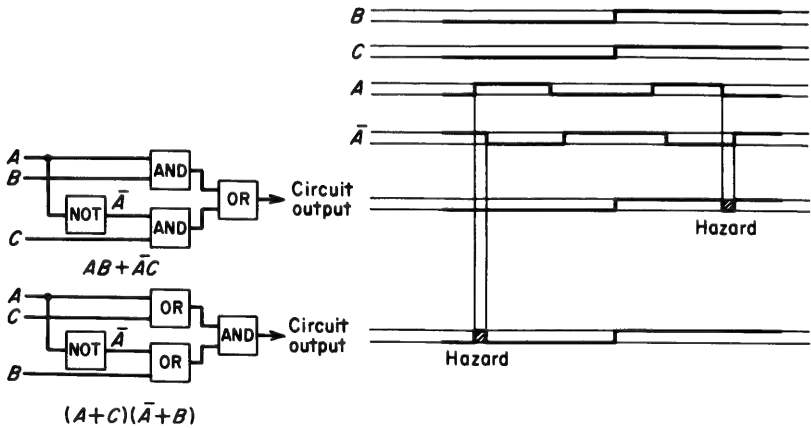 B
C
A
Ā
A
B
NOT
Ā
C
AND
AND
OR
Circuit
output
AB + ĀC
Hazard
A
C
NOT
Ā
B
OR
OR
AND
Circuit
output
(A+C)(Ā+B)
Hazard